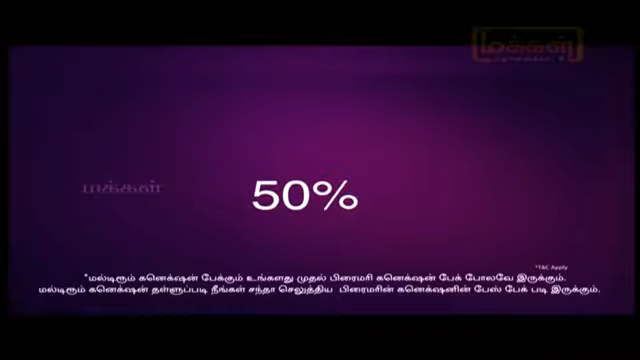 மக்கள்
மக்கள்
50%
*T&C Apply
*மல்டிரூம் கனெக்ஷன் பேக்கும் உங்களது முதல் பிரைமரி கனெக்ஷன் பேக் போலவே இருக்கும்.
மல்டிரூம் கனெக்ஷன் தள்ளுப்படி நீங்கள் சந்தா செலுத்திய பிரைமரின் கனெக்ஷனின் பேஸ் பேக் படி இருக்கும்.